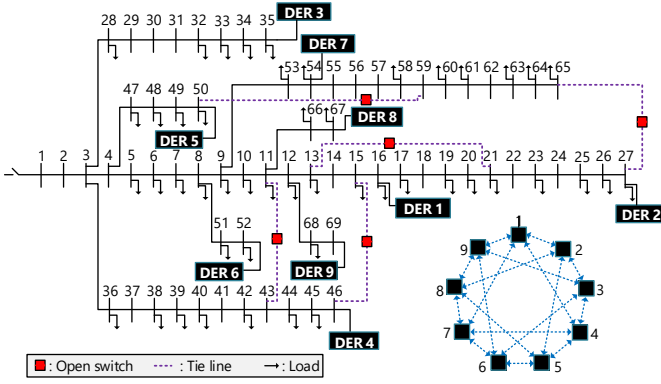 28 29 30 31 32 33 34 35 DER 3
DER 7
53 54 55 56 57 58 59 60 61 62 63 64 65
47 48 49 50
66 67 DER 8
DER 5
1 2 3 4 5 6 7 8 9 10 11 12 13 14 15 16 17 18 19 20 21 22 23 24 25 26 27
DER 1
DER 2
51 52 68 69
DER 6 DER 9
36 37 38 39 40 41 42 43 44 45 46
DER 4
1
2
3
4
5
6
7
8
9
: Open switch : Tie line : Load